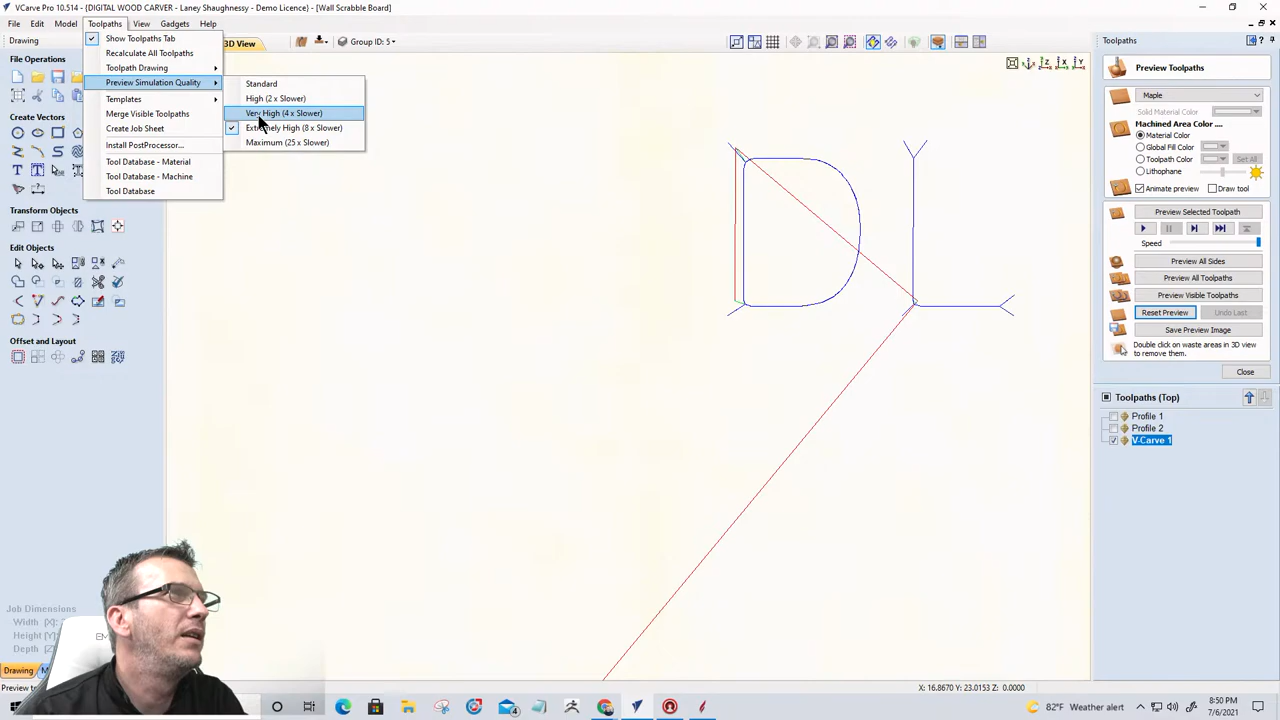 VCarve Pro 10.514 - {DIGITAL WOOD CARVER - Laney Shaughnessy - Demo Licence} - [Wall Scrabble Board]
File Edit Model Toolpaths View Gadgets Help
Drawing
3D View
Group ID: 5
Show Toolpaths Tab
Recalculate All Toolpaths
Toolpath Drawing
Preview Simulation Quality
Templates
Merge Visible Toolpaths
Create Job Sheet
Install PostProcessor...
Tool Database - Material
Tool Database - Machine
Tool Database
Standard
High (2 x Slower)
Very High (4 x Slower)
Extremely High (8 x Slower)
Maximum (25 x Slower)
File Operations
Create Vectors
Transform Objects
Edit Objects
Offset and Layout
Job Dimensions
Width [X]:
Height [Y]
Depth [Z]
Drawing
Preview t
Toolpaths
Preview Toolpaths
Maple
Solid Material Color
Machined Area Color ....
Material Color
Global Fill Color
Toolpath Color
Set All
Lithophane
Animate preview
Draw tool
Preview Selected Toolpath
Speed
Preview All Sides
Preview All Toolpaths
Preview Visible Toolpaths
Reset Preview
Undo Last
Save Preview Image
Double click on waste areas in 3D view
to remove them.
Close
Toolpaths (Top)
Profile 1
Profile 2
V-Carve 1
X: 16.8670 Y: 23.0153 Z: 0.0000
82°F Weather alert
8:50 PM
7/6/2021